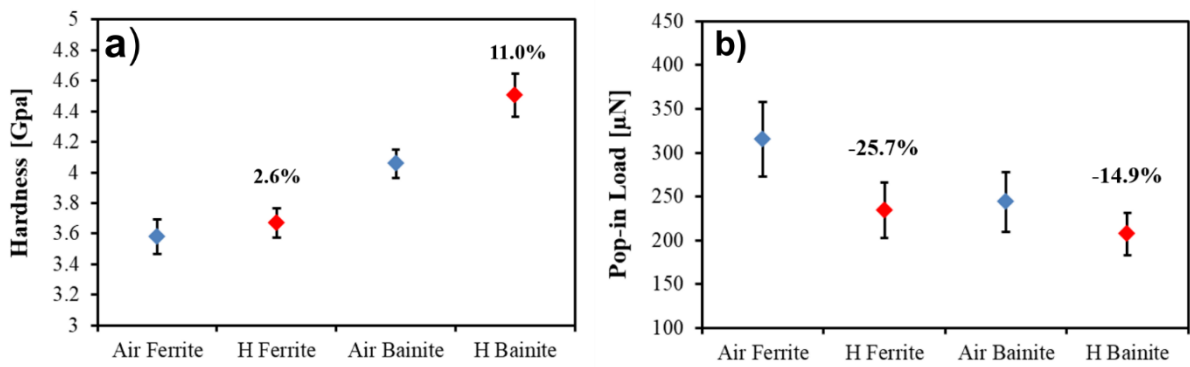 a)
Hardness [Gpa]
5
4.8
4.6
4.4
4.2
4
3.8
3.6
3.4
3.2
3
2.6%
11.0%
Air Ferrite
H Ferrite
Air Bainite
H Bainite
b)
Pop-in Load [µN]
450
400
350
300
250
200
150
100
-25.7%
-14.9%
Air Ferrite
H Ferrite
Air Bainite
H Bainite